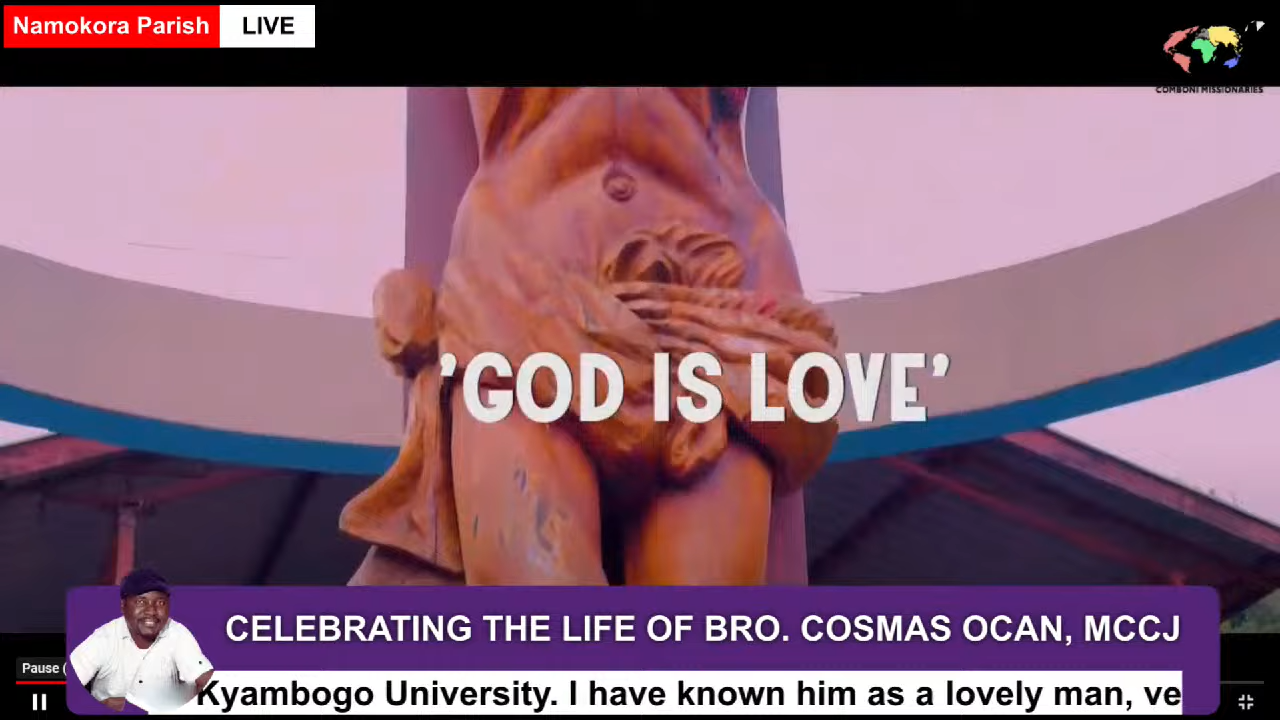 Namokora Parish LIVE
COMBONI MISSIONARIES
'GOD IS LOVE'
CELEBRATING THE LIFE OF BRO. COSMAS OCAN, MCCJ
Pause (
Kyambogo University. I have known him as a lovely man, ve